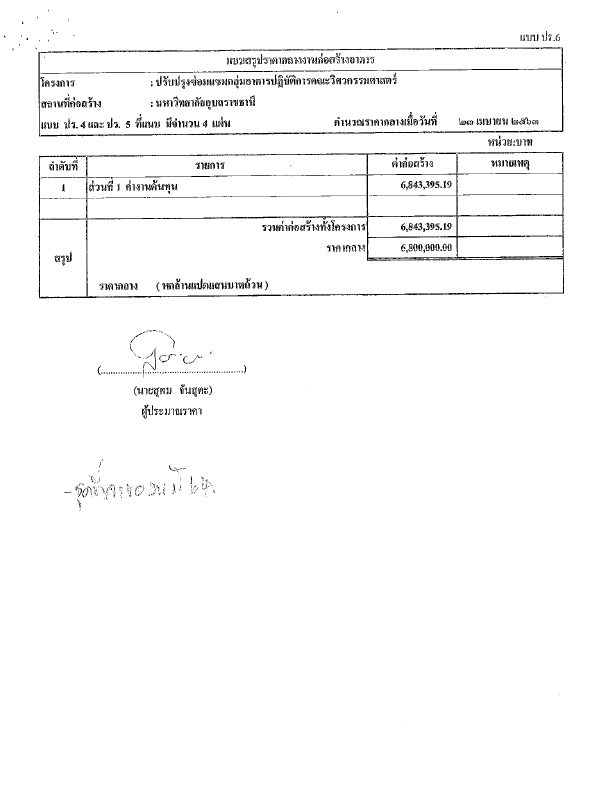 แบบ ปร.6
แบบสรุปราคากลางงานก่อสร้างอาคาร
โครงการ : ปรับปรุงซ่อมแซมกลุ่มอาคารปฏิบัติการคณะวิศวกรรมศาสตร์
สถานที่ก่อสร้าง : มหาวิทยาลัยอุบลราชธานี
แบบ ปร.4 และ ปร. 5 ที่แนบ มีจำนวน 4 แผ่น คำนวณราคากลางเมื่อวันที่ ๒๓ เมษายน ๒๕๖๓
หน่วย:บาท
ลำดับที่ รายการ ค่าก่อสร้าง หมายเหตุ
1 ส่วนที่ 1 ค่างานต้นทุน 6,843,395.19
รวมค่าก่อสร้างทั้งโครงการ 6,843,395.19
สรุป ราคากลาง 6,800,000.00
ราคากลาง (หกล้านแปดแสนบาทถ้วน)
(นายสุดม จันสุตะ)
ผู้ประมาณราคา